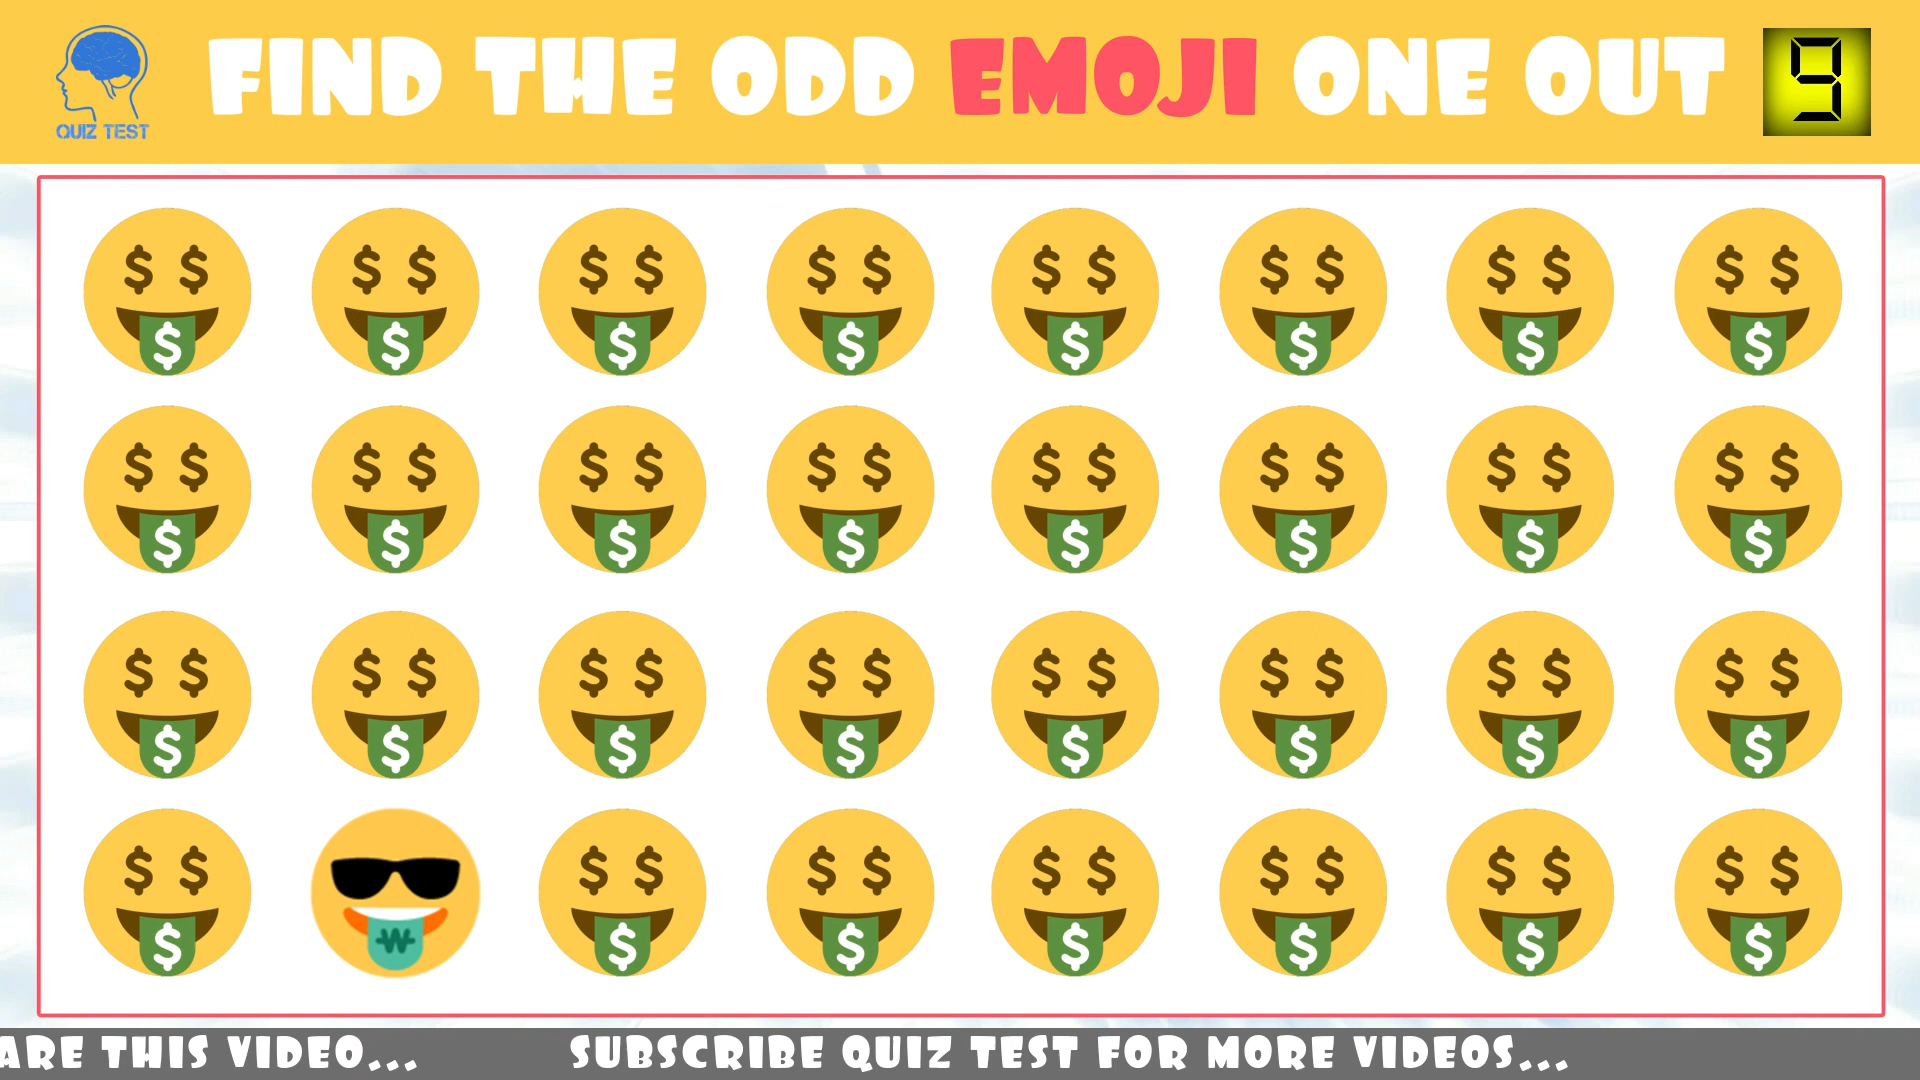 FIND THE ODD EMOJI ONE OUT
9
QUIZ TEST
$ $ $ $ $ $ $ $ $ $ $ $ $ $ $ $
$ $ $ $ $ $ $ $
$ $ $ $ $ $ $ $ $ $ $ $ $ $ $ $
$ $ $ $ $ $ $ $
$ $ $ $ $ $ $ $ $ $ $ $ $ $ $ $
$ $ $ $ $ $ $ $
$ $ $ $ $ $ $ $ $ $ $ $ $ $
$ ₩ $ $ $ $ $ $
ARE THIS VIDEO... SUBSCRIBE QUIZ TEST FOR MORE VIDEOS...